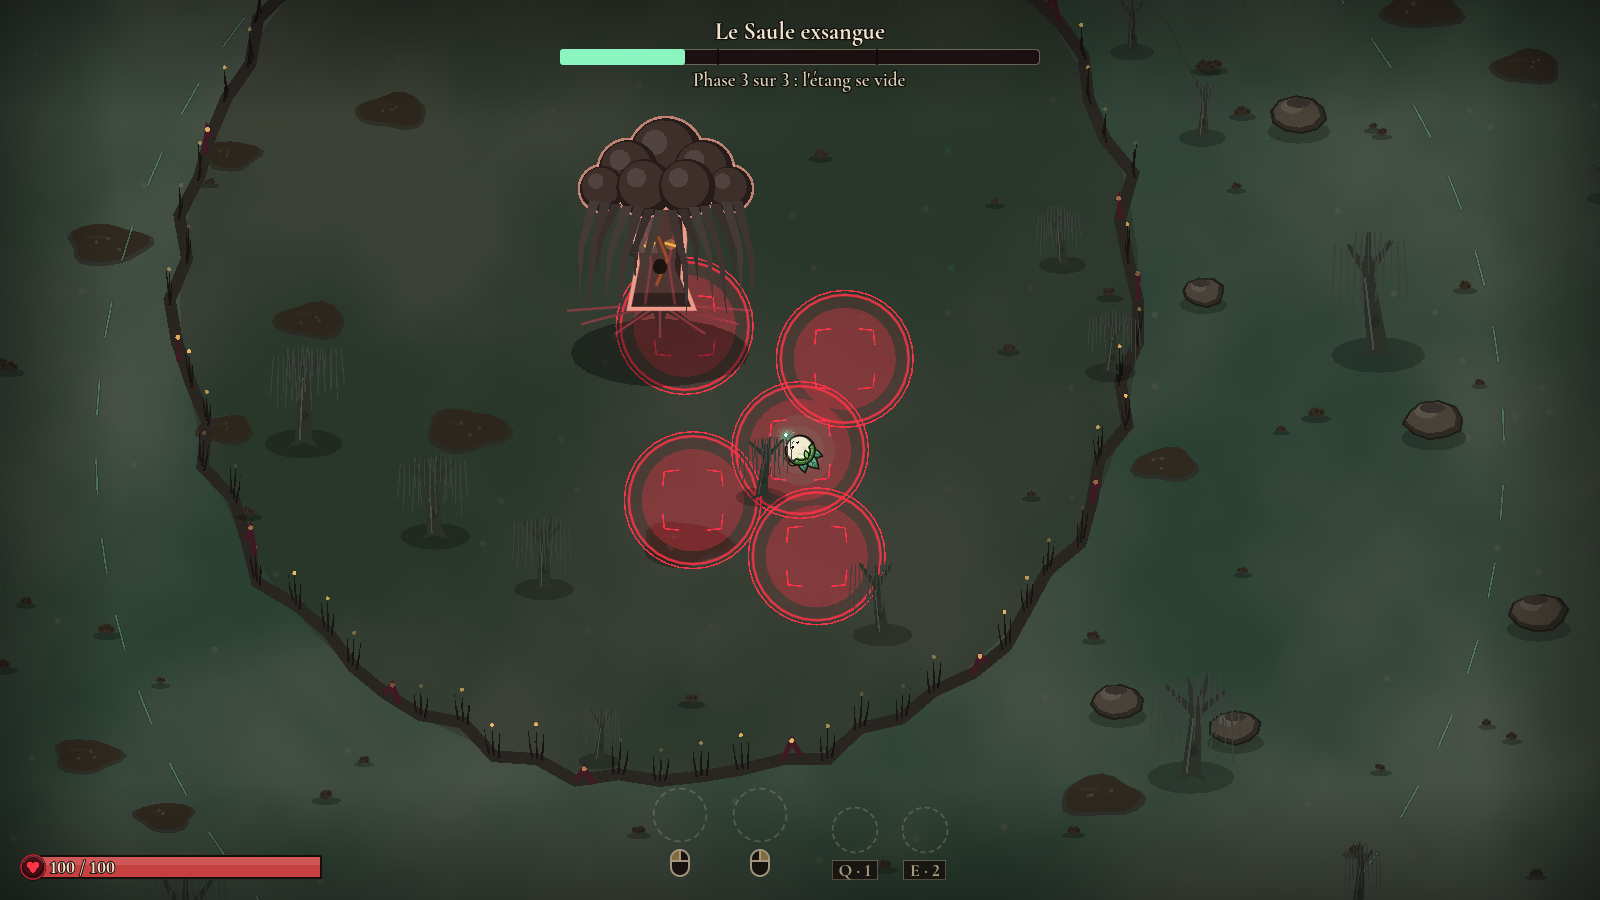 Le Saule exsangue
Phase 3 sur 3 : l'étang se vide
100 / 100
Q · 1
E · 2